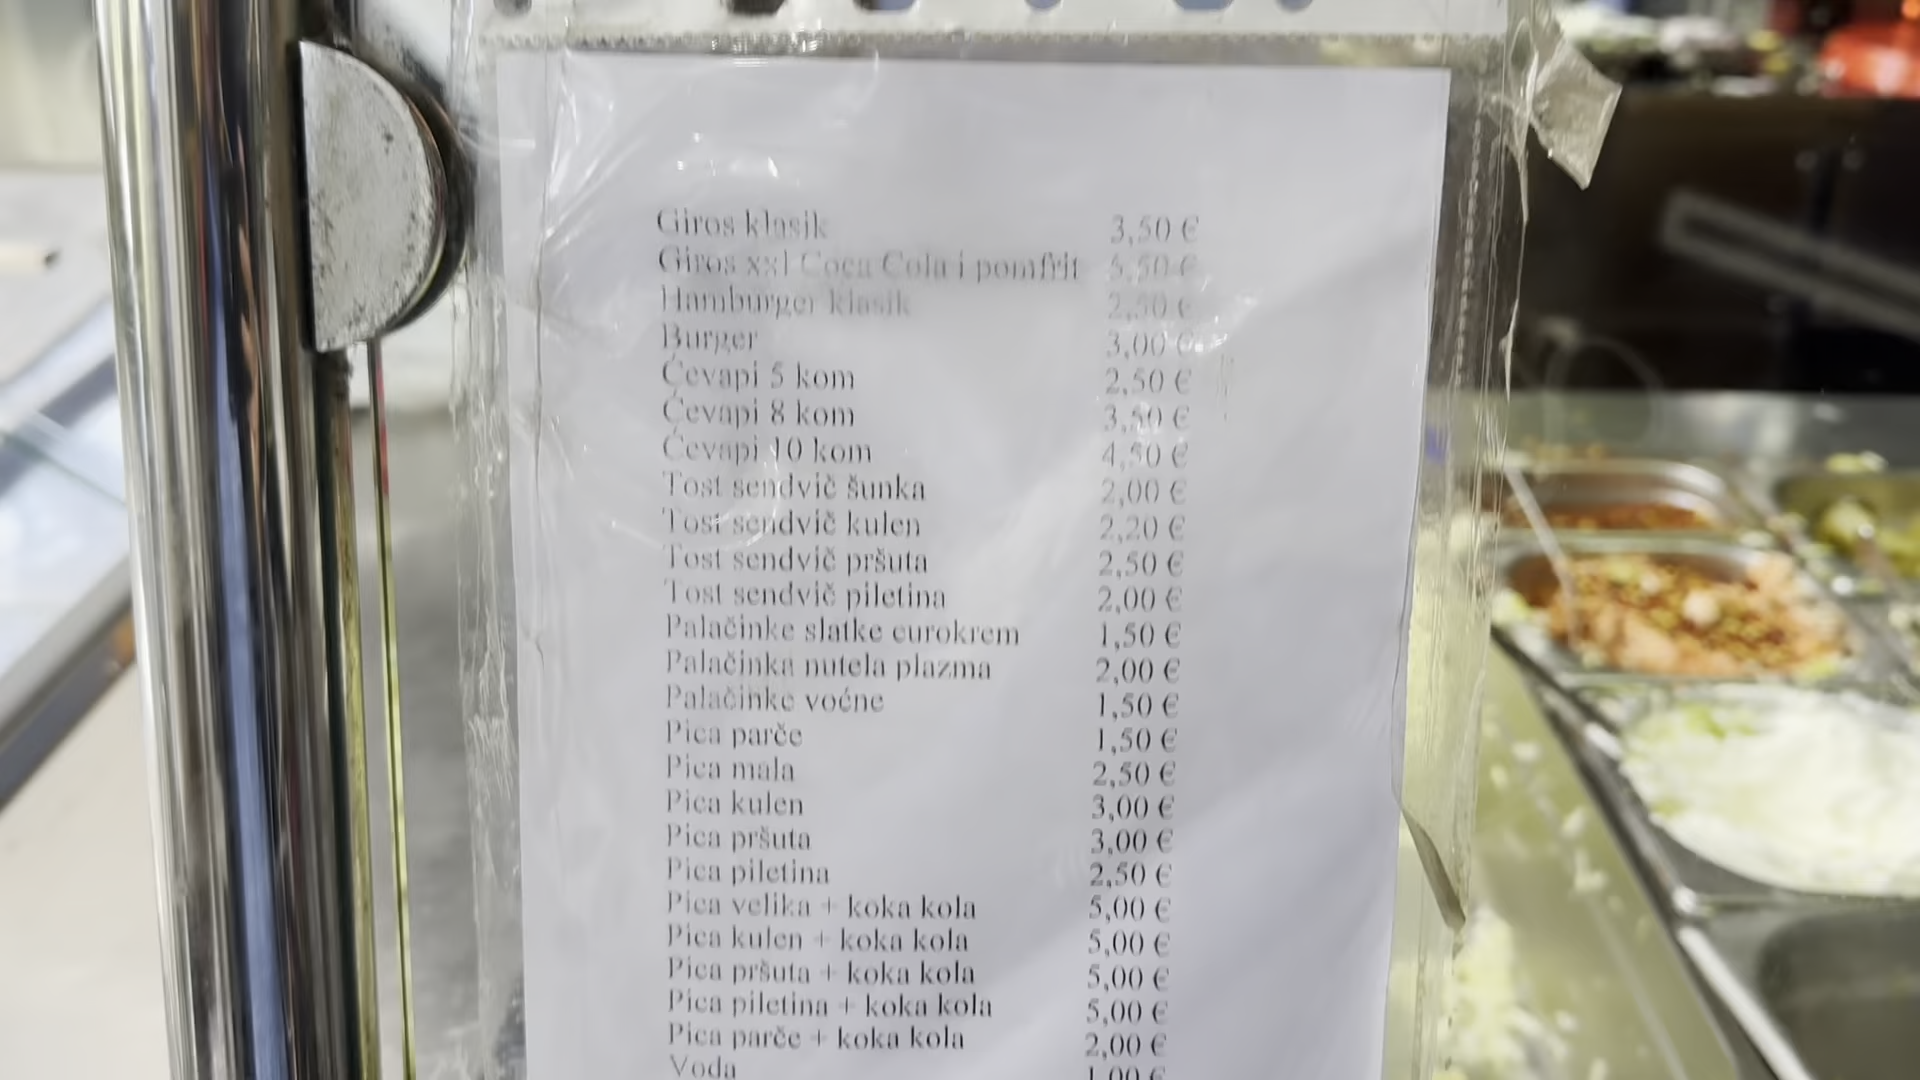 Giros klasik 3,50 €
Giros xxl Coca Cola i pomfrit 5,50 €
Hamburger klasik 2,50 €
Burger 3,00 €
Ćevapi 5 kom 2,50 €
Ćevapi 8 kom 3,50 €
Ćevapi 10 kom 4,50 €
Tost sendvič šunka 2,00 €
Tost sendvič kulen 2,20 €
Tost sendvič pršuta 2,50 €
Tost sendvič piletina 2,00 €
Palačinke slatke eurokrem 1,50 €
Palačinka nutela plazma 2,00 €
Palačinke voćne 1,50 €
Pica parče 1,50 €
Pica mala 2,50 €
Pica kulen 3,00 €
Pica pršuta 3,00 €
Pica piletina 2,50 €
Pica velika + koka kola 5,00 €
Pica kulen + koka kola 5,00 €
Pica pršuta + koka kola 5,00 €
Pica piletina + koka kola 5,00 €
Pica parče + koka kola 2,00 €
Voda 1,00 €